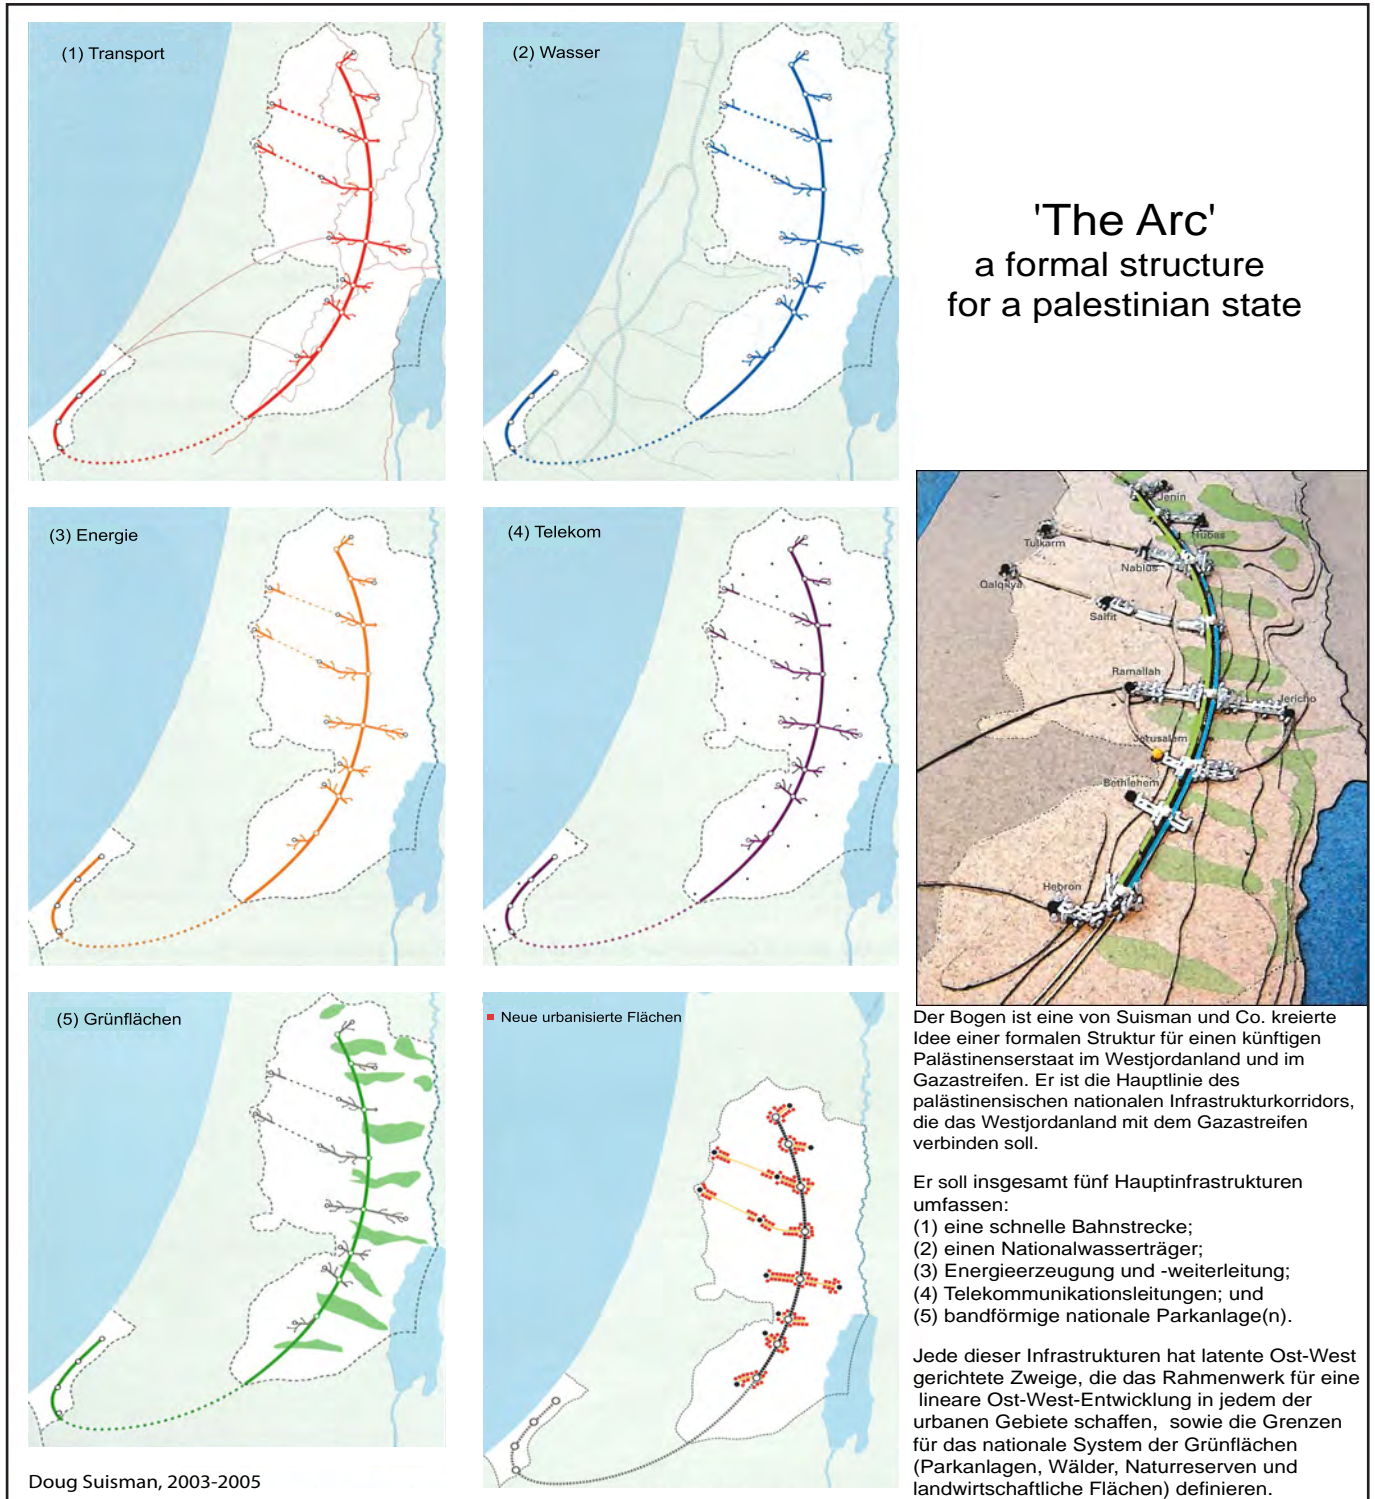 (1) Transport
(2) Wasser
'The Arc'
a formal structure
for a palestinian state
(3) Energie
(4) Telekom
Jenin
Tubas
Tulkarm
Nablus
Qalqilya
Salfit
Ramallah
Jericho
Jerusalem
Bethlehem
Hebron
(5) Grünflächen
Neue urbanisierte Flächen
Der Bogen ist eine von Suisman und Co. kreierte
Idee einer formalen Struktur für einen künftigen
Palästinenserstaat im Westjordanland und im
Gazastreifen. Er ist die Hauptlinie des
palästinensischen nationalen Infrastrukturkorridors,
die das Westjordanland mit dem Gazastreifen
verbinden soll.
Er soll insgesamt fünf Hauptinfrastrukturen
umfassen:
(1) eine schnelle Bahnstrecke;
(2) einen Nationalwasserträger;
(3) Energieerzeugung und -weiterleitung;
(4) Telekommunikationsleitungen; und
(5) bandförmige nationale Parkanlage(n).
Jede dieser Infrastrukturen hat latente Ost-West
gerichtete Zweige, die das Rahmenwerk für eine
lineare Ost-West-Entwicklung in jedem der
urbanen Gebiete schaffen, sowie die Grenzen
für das nationale System der Grünflächen
(Parkanlagen, Wälder, Naturreserven und
landwirtschaftliche Flächen) definieren.
Doug Suisman, 2003-2005